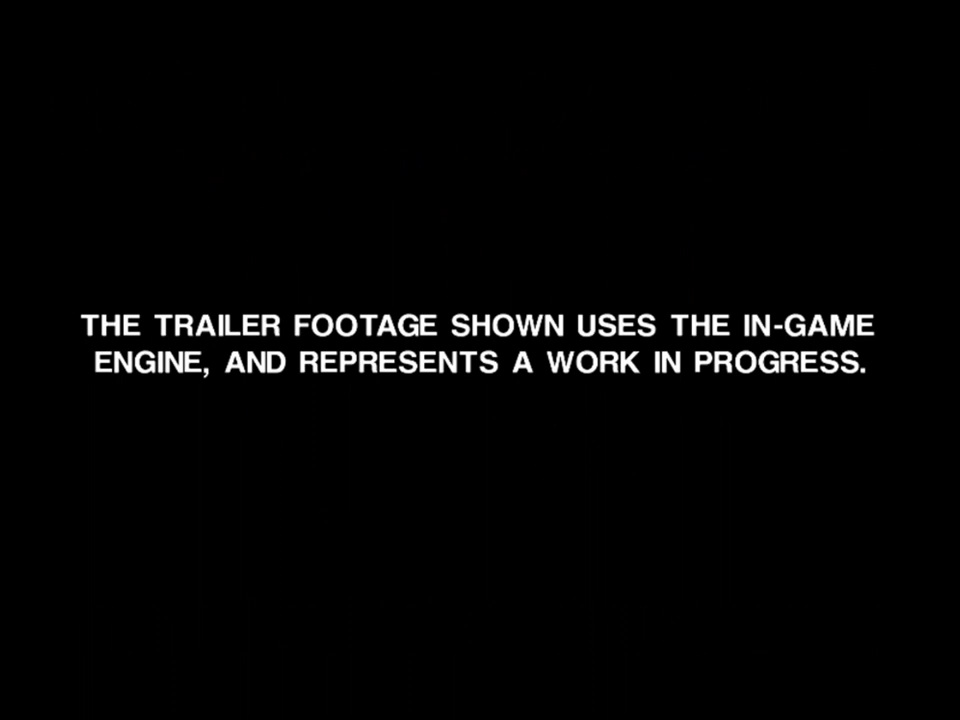 THE TRAILER FOOTAGE SHOWN USES THE IN-GAME
ENGINE, AND REPRESENTS A WORK IN PROGRESS.